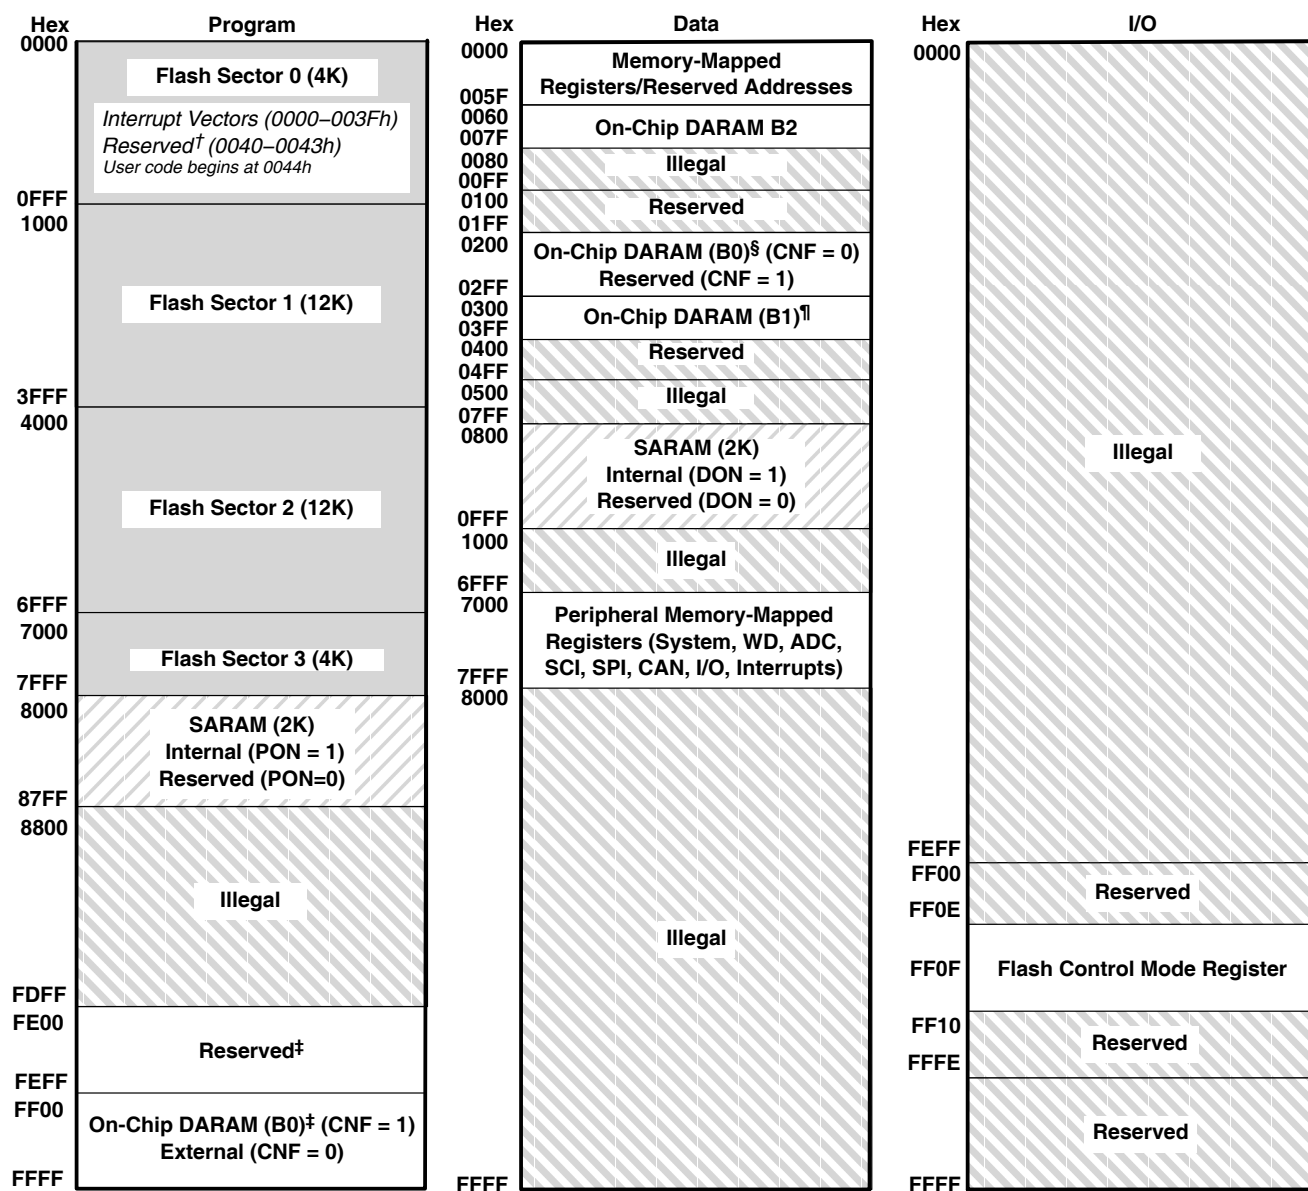 Hex Program
0000
Flash Sector 0 (4K)
Interrupt Vectors (0000–003Fh)
Reserved† (0040–0043h)
User code begins at 0044h
0FFF
1000
Flash Sector 1 (12K)
3FFF
4000
Flash Sector 2 (12K)
6FFF
7000
Flash Sector 3 (4K)
7FFF
8000
SARAM (2K)
Internal (PON = 1)
Reserved (PON=0)
87FF
8800
Illegal
FDFF
FE00
Reserved‡
FEFF
FF00
On-Chip DARAM (B0)‡ (CNF = 1)
External (CNF = 0)
FFFF
Hex Data
0000
Memory-Mapped
Registers/Reserved Addresses
005F
0060
On-Chip DARAM B2
007F
0080
Illegal
00FF
0100
Reserved
01FF
0200
On-Chip DARAM (B0)§ (CNF = 0)
Reserved (CNF = 1)
02FF
0300
On-Chip DARAM (B1)¶
03FF
0400
Reserved
04FF
0500
Illegal
07FF
0800
SARAM (2K)
Internal (DON = 1)
Reserved (DON = 0)
0FFF
1000
Illegal
6FFF
7000
Peripheral Memory-Mapped
Registers (System, WD, ADC,
SCI, SPI, CAN, I/O, Interrupts)
7FFF
8000
Illegal
FFFF
Hex I/O
0000
Illegal
FEFF
FF00
Reserved
FF0E
FF0F Flash Control Mode Register
FF10
Reserved
FFFE
Reserved
FFFF